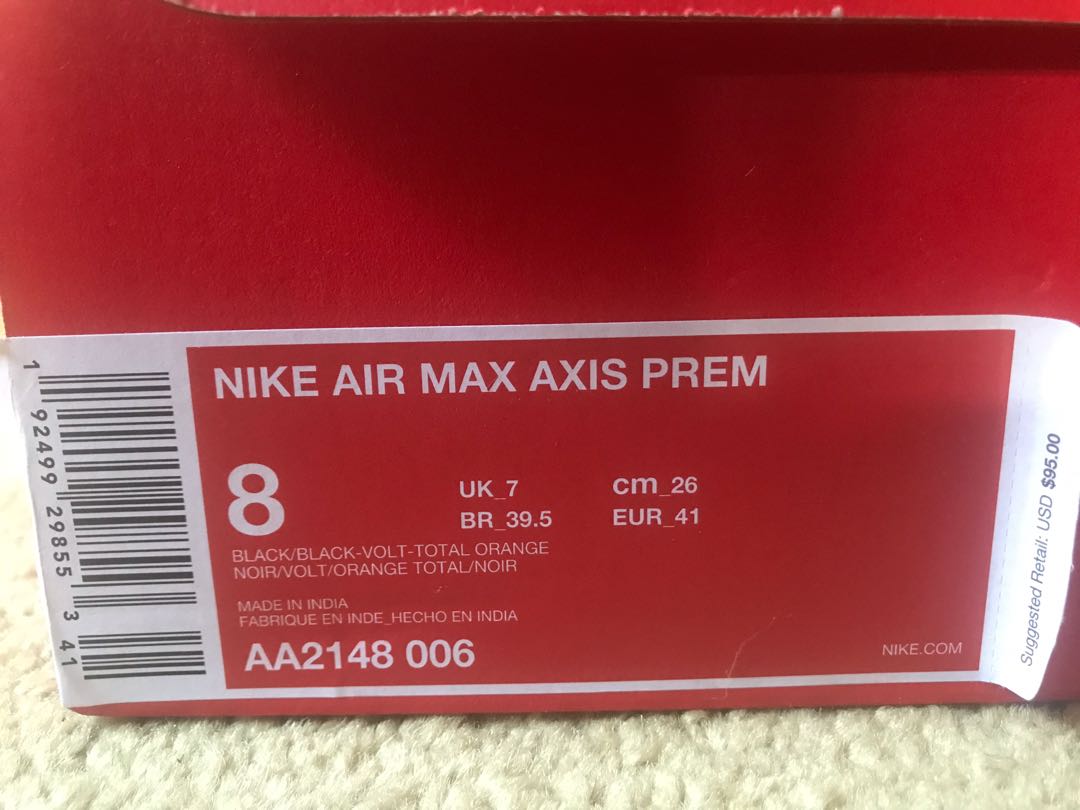 NIKE AIR MAX AXIS PREM
8
UK_7
cm_26
BR_39.5
EUR_41
BLACK/BLACK-VOLT-TOTAL ORANGE
NOIR/VOLT/ORANGE TOTAL/NOIR
MADE IN INDIA
FABRIQUE EN INDE_HECHO EN INDIA
AA2148 006
NIKE.COM
1 92499 29855 3 41
Suggested Retail: USD $95.00